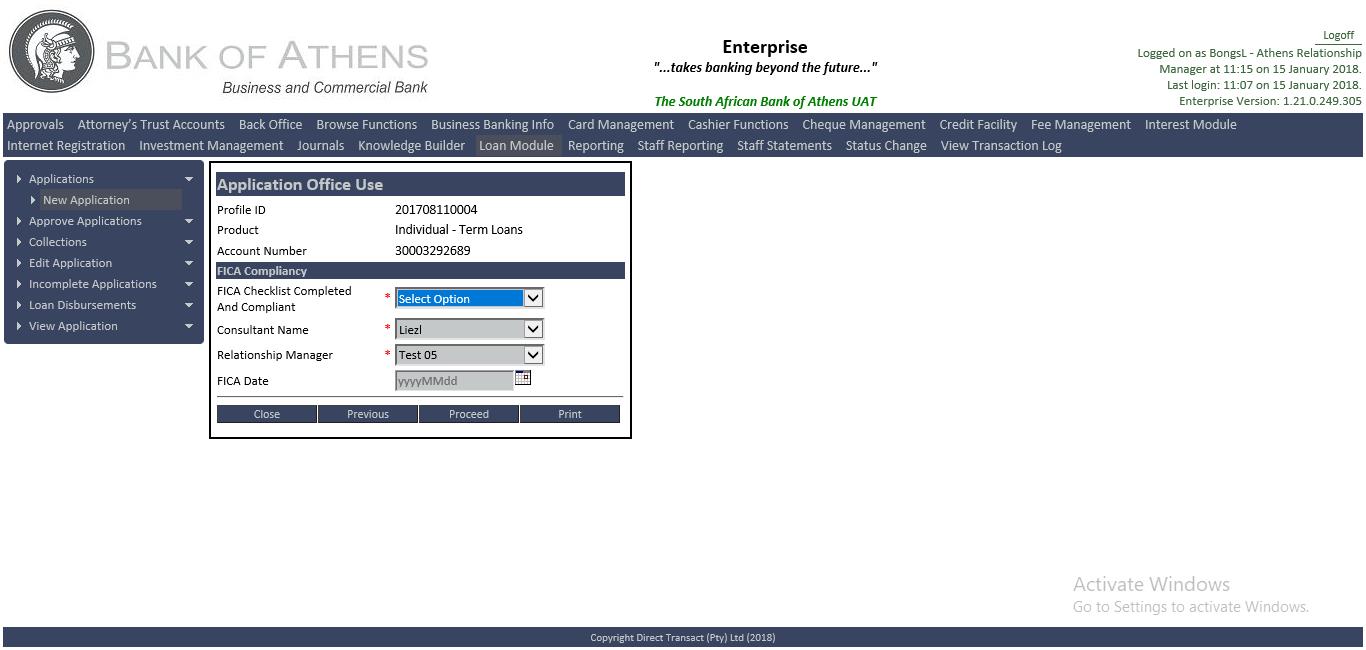 BANK OF ATHENS
Business and Commercial Bank
Enterprise
"...takes banking beyond the future..."
The South African Bank of Athens UAT
Logoff
Logged on as BongsL - Athens Relationship
Manager at 11:15 on 15 January 2018.
Last login: 11:07 on 15 January 2018.
Enterprise Version: 1.21.0.249.305
Approvals Attorney's Trust Accounts Back Office Browse Functions Business Banking Info Card Management Cashier Functions Cheque Management Credit Facility Fee Management Interest Module
Internet Registration Investment Management Journals Knowledge Builder Loan Module Reporting Staff Reporting Staff Statements Status Change View Transaction Log
Applications
New Application
Approve Applications
Collections
Edit Application
Incomplete Applications
Loan Disbursements
View Application
Application Office Use
Profile ID 201708110004
Product Individual - Term Loans
Account Number 30003292689
FICA Compliancy
FICA Checklist Completed
And Compliant * Select Option
Consultant Name * Liezl
Relationship Manager * Test 05
FICA Date yyyyMMdd
Close Previous Proceed Print
Activate Windows
Go to Settings to activate Windows.
Copyright Direct Transact (Pty) Ltd (2018)